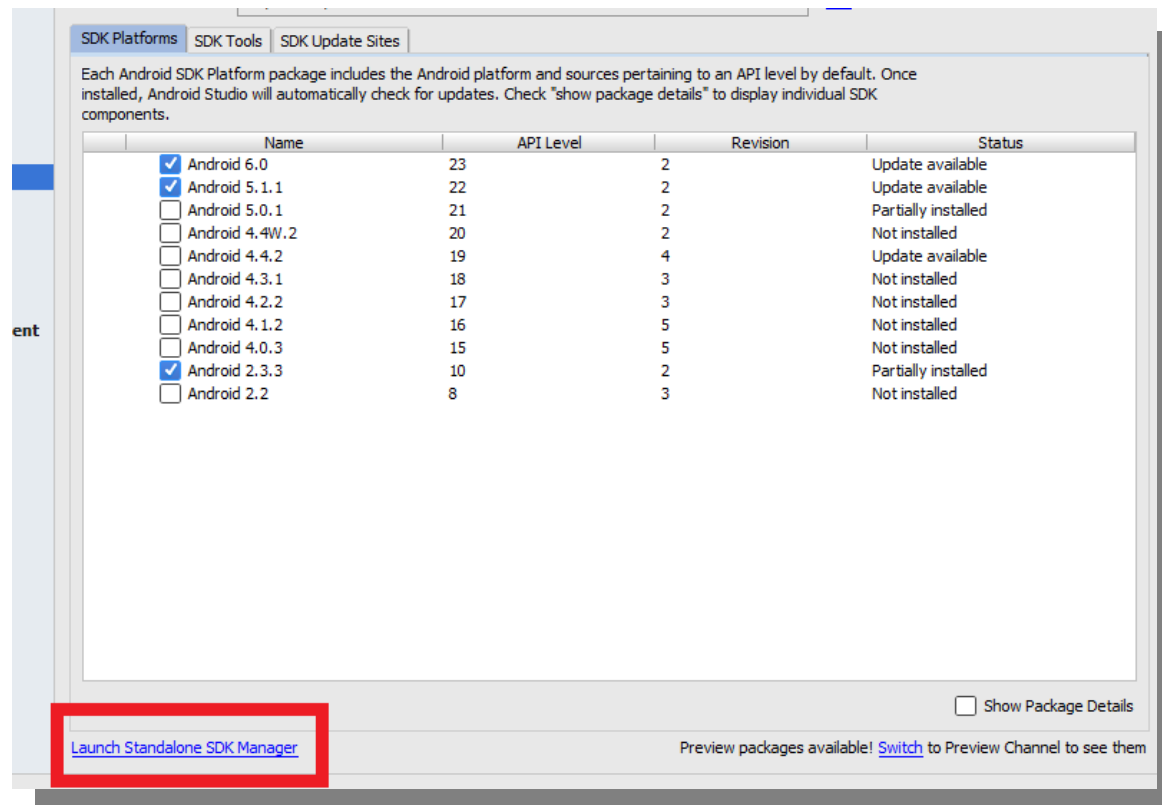 SDK Platforms SDK Tools SDK Update Sites
Each Android SDK Platform package includes the Android platform and sources pertaining to an API level by default. Once
installed, Android Studio will automatically check for updates. Check "show package details" to display individual SDK
components.
Name API Level Revision Status
Android 6.0 23 2 Update available
Android 5.1.1 22 2 Update available
Android 5.0.1 21 2 Partially installed
Android 4.4W.2 20 2 Not installed
Android 4.4.2 19 4 Update available
Android 4.3.1 18 3 Not installed
Android 4.2.2 17 3 Not installed
ent
Android 4.1.2 16 5 Not installed
Android 4.0.3 15 5 Not installed
Android 2.3.3 10 2 Partially installed
Android 2.2 8 3 Not installed
Show Package Details
Launch Standalone SDK Manager
Preview packages available! Switch to Preview Channel to see them